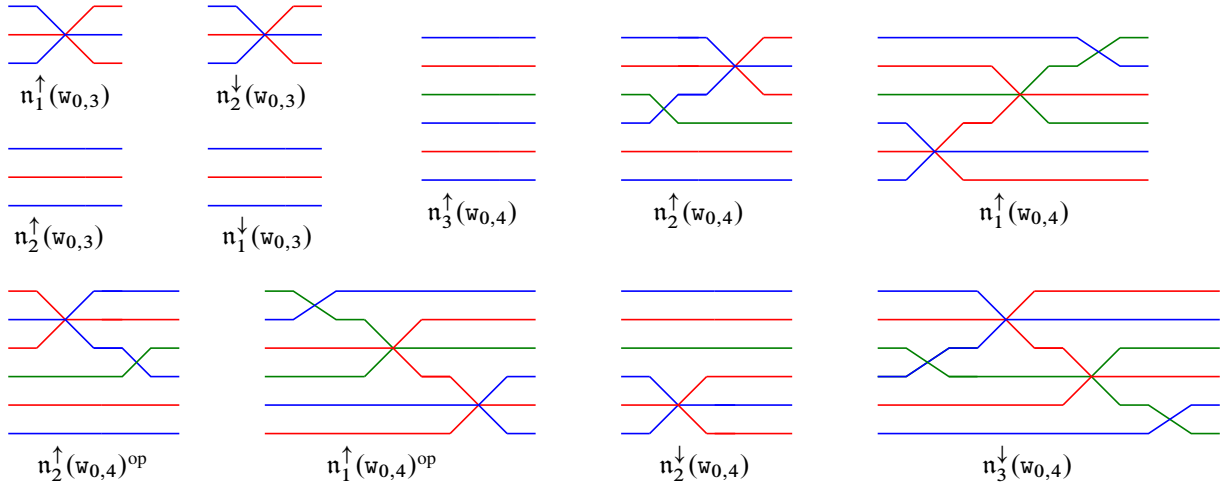 𝔫₁↑(w₀,₃)
𝔫₂↓(w₀,₃)
𝔫₂↑(w₀,₃)
𝔫₁↓(w₀,₃)
𝔫₃↑(w₀,₄)
𝔫₂↑(w₀,₄)
𝔫₁↑(w₀,₄)
𝔫₂↑(w₀,₄)ᵒᵖ
𝔫₁↑(w₀,₄)ᵒᵖ
𝔫₂↓(w₀,₄)
𝔫₃↓(w₀,₄)